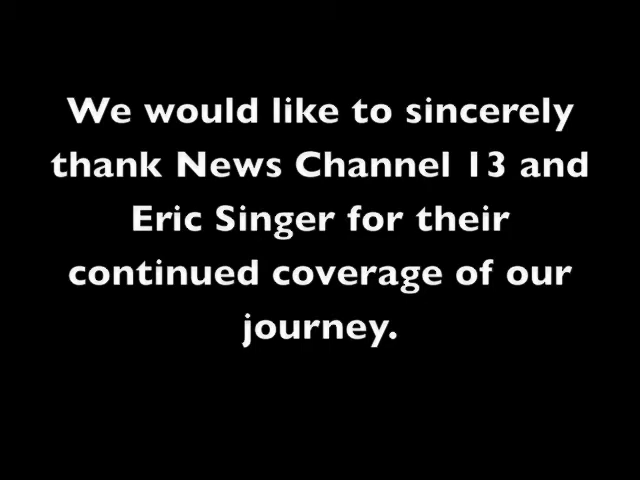 We would like to sincerely
thank News Channel 13 and
Eric Singer for their
continued coverage of our
journey.